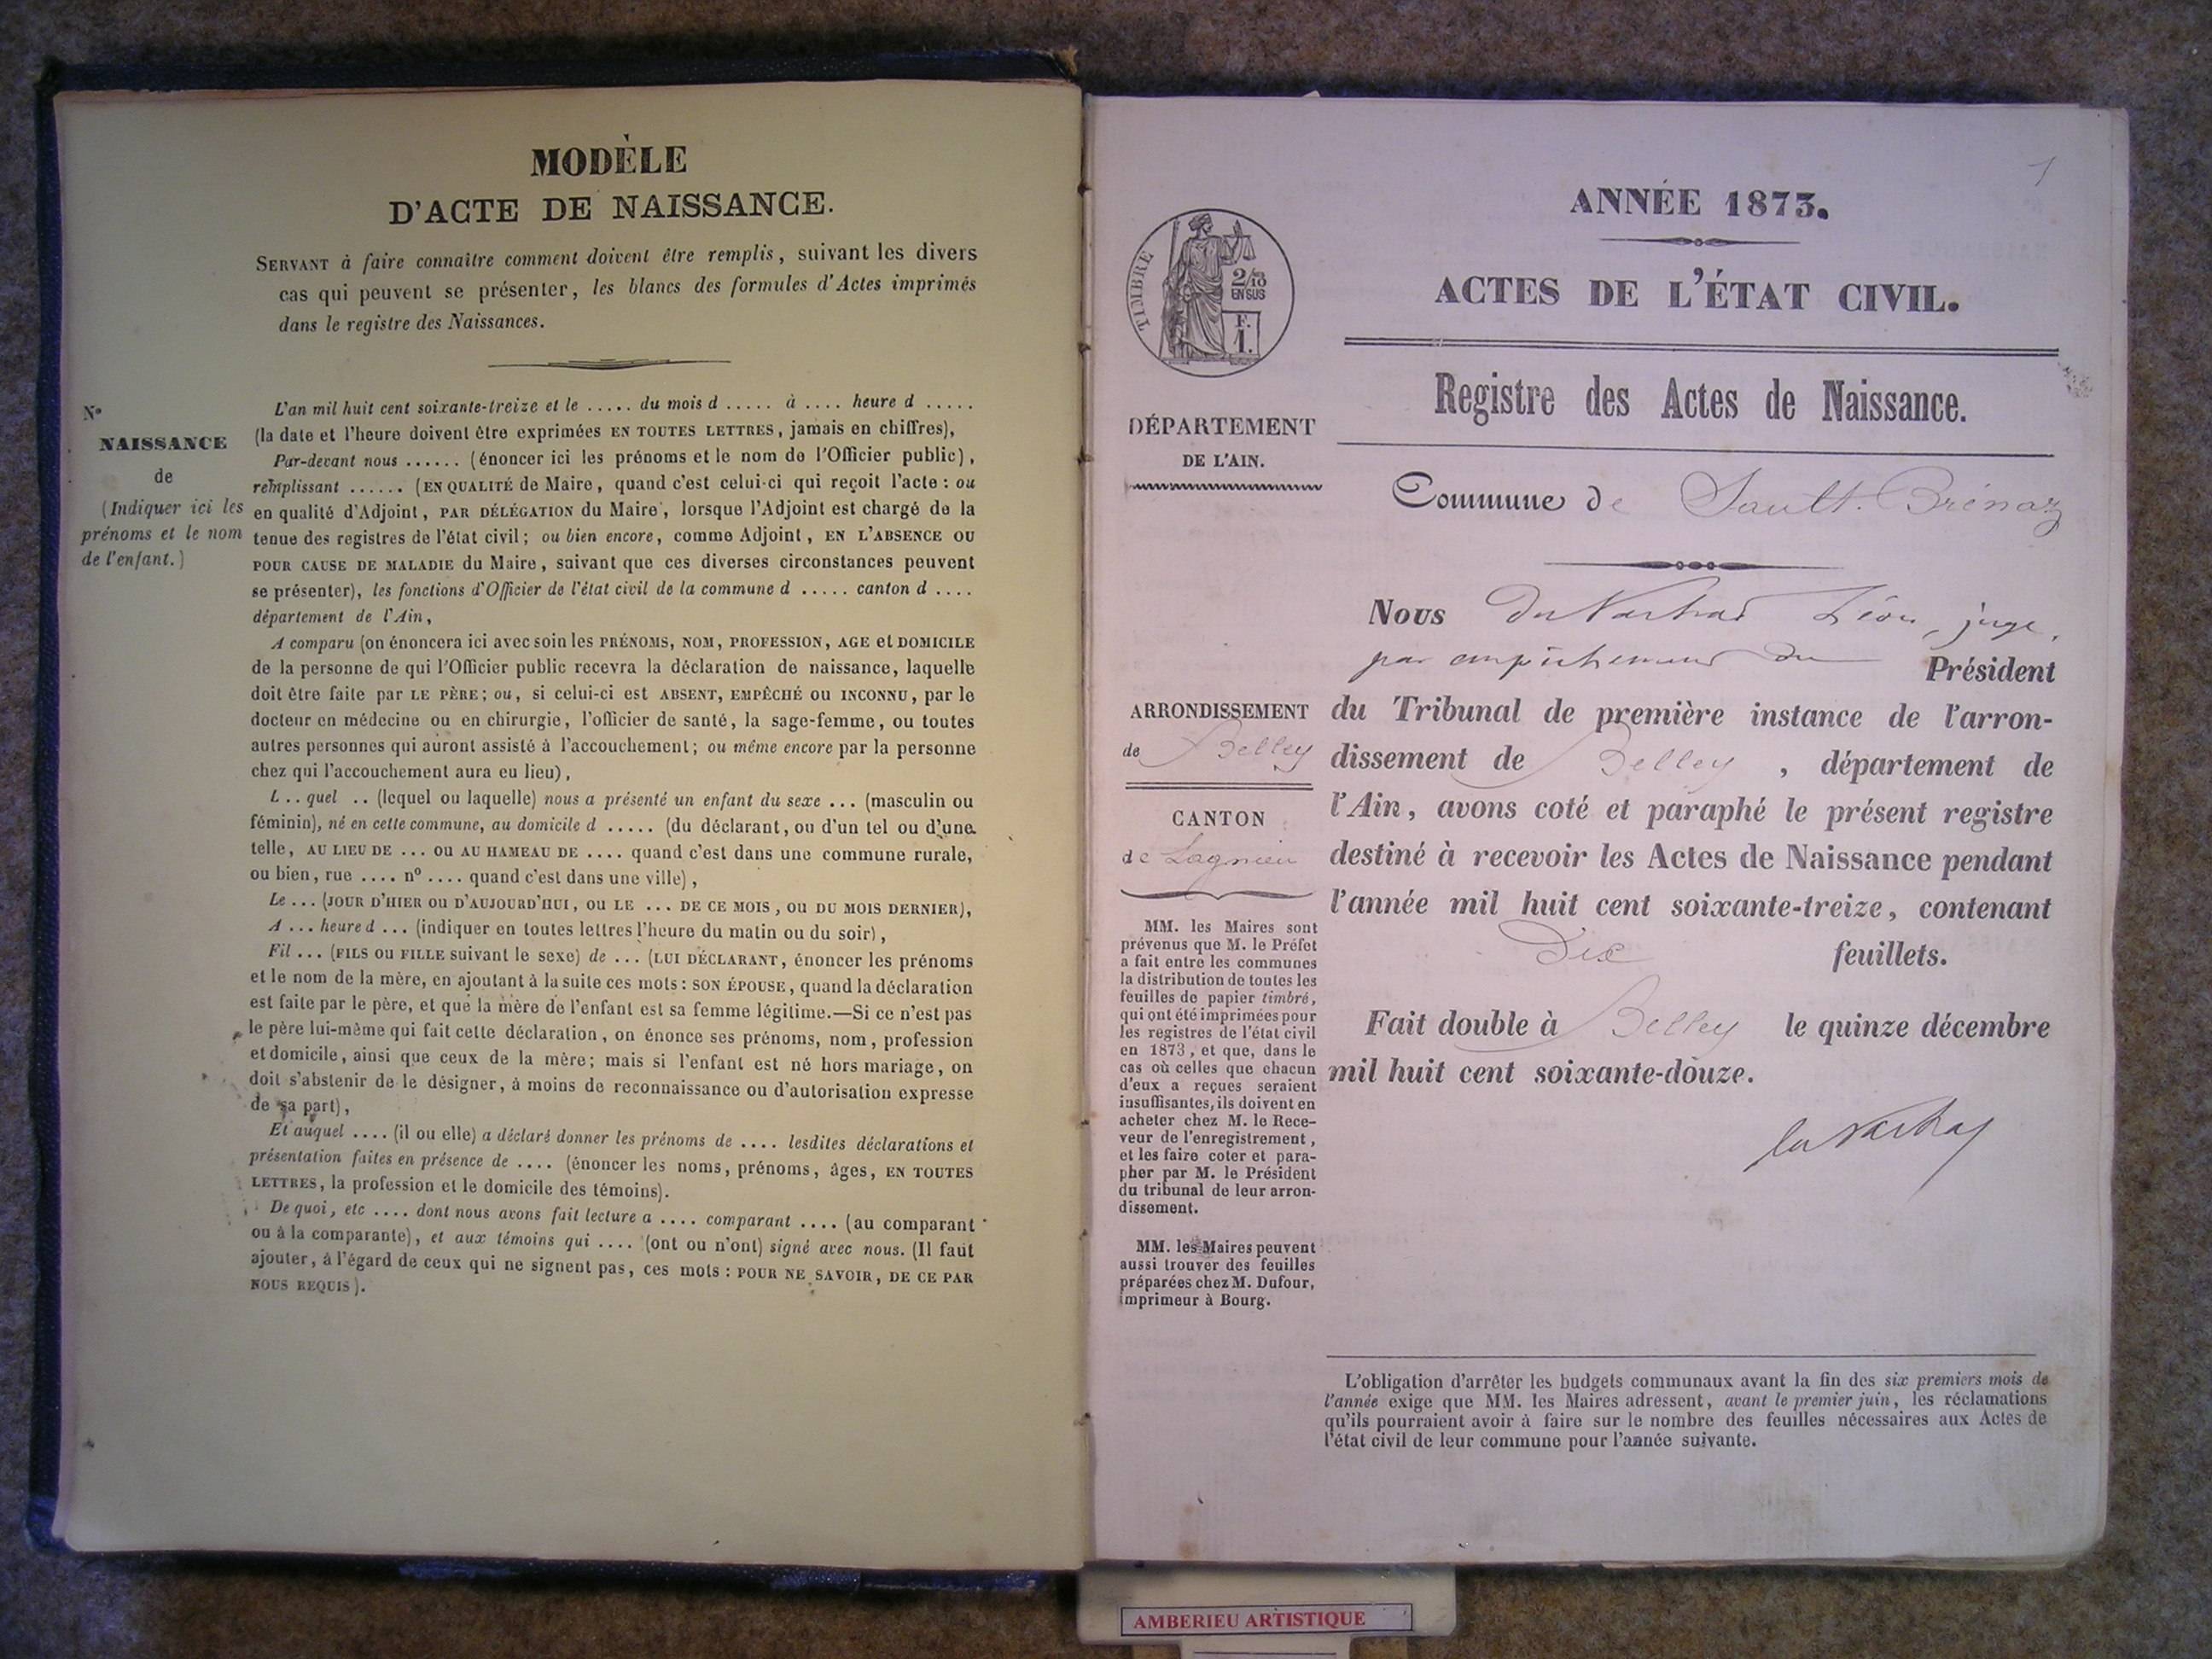 MODÈLE
D'ACTE DE NAISSANCE.
SERVANT à faire connaître comment doivent être remplis, suivant les divers
cas qui peuvent se présenter, les blancs des formules d'Actes imprimés
dans le registre des Naissances.
N°
NAISSANCE
de
(Indiquer ici les
prénoms et le nom
de l'enfant.)
L'an mil huit cent soixante-treize et le ..... du mois d ..... à .... heure d .....
(la date et l'heure doivent être exprimées EN TOUTES LETTRES, jamais en chiffres),
Par-devant nous ...... (énoncer ici les prénoms et le nom de l'Officier public),
remplissant ...... (EN QUALITÉ de Maire, quand c'est celui-ci qui reçoit l'acte : ou
en qualité d'Adjoint, PAR DÉLÉGATION du Maire, lorsque l'Adjoint est chargé de la
tenue des registres de l'état civil ; ou bien encore, comme Adjoint, EN L'ABSENCE OU
POUR CAUSE DE MALADIE du Maire, suivant que ces diverses circonstances peuvent
se présenter), les fonctions d'Officier de l'état civil de la commune d ..... canton d ....
département de l'Ain,
A comparu (on énoncera ici avec soin les PRÉNOMS, NOM, PROFESSION, AGE et DOMICILE
de la personne de qui l'Officier public recevra la déclaration de naissance, laquelle
doit être faite par LE PÈRE ; ou, si celui-ci est ABSENT, EMPÊCHÉ OU INCONNU, par le
docteur en médecine ou en chirurgie, l'officier de santé, la sage-femme, ou toutes
autres personnes qui auront assisté à l'accouchement ; ou même encore par la personne
chez qui l'accouchement aura eu lieu),
L .. quel .. (lequel ou laquelle) nous a présenté un enfant du sexe ... (masculin ou
féminin), né en cette commune, au domicile d ..... (du déclarant, ou d'un tel ou d'une
telle, AU LIEU DE ... OU AU HAMEAU DE .... quand c'est dans une commune rurale,
ou bien, rue .... n° .... quand c'est dans une ville),
Le ... (JOUR D'HIER OU D'AUJOURD'HUI, OU LE ... DE CE MOIS, OU DU MOIS DERNIER),
A ... heure d ... (indiquer en toutes lettres l'heure du matin ou du soir),
Fil ... (FILS OU FILLE suivant le sexe) de ... (LUI DÉCLARANT, énoncer les prénoms
et le nom de la mère, en ajoutant à la suite ces mots : SON ÉPOUSE, quand la déclaration
est faite par le père, et que la mère de l'enfant est sa femme légitime.—Si ce n'est pas
le père lui-même qui fait cette déclaration, on énonce ses prénoms, nom, profession
et domicile, ainsi que ceux de la mère ; mais si l'enfant est né hors mariage, on
doit s'abstenir de le désigner, à moins de reconnaissance ou d'autorisation expresse
de sa part),
Et auquel .... (il ou elle) a déclaré donner les prénoms de .... lesdites déclarations et
présentation faites en présence de .... (énoncer les noms, prénoms, âges, EN TOUTES
LETTRES, la profession et le domicile des témoins).
De quoi, etc .... dont nous avons fait lecture a .... comparant .... (au comparant
ou à la comparante), et aux témoins qui .... (ont ou n'ont) signé avec nous. (Il faut
ajouter, à l'égard de ceux qui ne signent pas, ces mots : POUR NE SAVOIR, DE CE PAR
NOUS REQUIS).
1
TIMBRE
2/10
EN SUS
F.
1.
DÉPARTEMENT
DE L'AIN.
ARRONDISSEMENT
de Belley
CANTON
de Lagnieu
MM. les Maires sont
prévenus que M. le Préfet
a fait entre les communes
la distribution de toutes les
feuilles de papier timbré,
qui ont été imprimées pour
les registres de l'état civil
en 1873, et que, dans le
cas où celles que chacun
d'eux a reçues seraient
insuffisantes, ils doivent en
acheter chez M. le Rece-
veur de l'enregistrement,
et les faire coter et para-
pher par M. le Président
du tribunal de leur arron-
dissement.
MM. les Maires peuvent
aussi trouver des feuilles
préparées chez M. Dufour,
imprimeur à Bourg.
ANNÉE 1873.
ACTES DE L'ÉTAT CIVIL.
Registre des Actes de Naissance.
Commune de Sault-Brénaz
Nous Léon, juge,
par empêchement du Président
du Tribunal de première instance de l'arron-
dissement de Belley, département de
l'Ain, avons coté et paraphé le présent registre
destiné à recevoir les Actes de Naissance pendant
l'année mil huit cent soixante-treize, contenant
Dix feuillets.
Fait double à Belley le quinze décembre
mil huit cent soixante-douze.
L'obligation d'arrêter les budgets communaux avant la fin des six premiers mois de
l'année exige que MM. les Maires adressent, avant le premier juin, les réclamations
qu'ils pourraient avoir à faire sur le nombre des feuilles nécessaires aux Actes de
l'état civil de leur commune pour l'année suivante.
AMBERIEU ARTISTIQUE